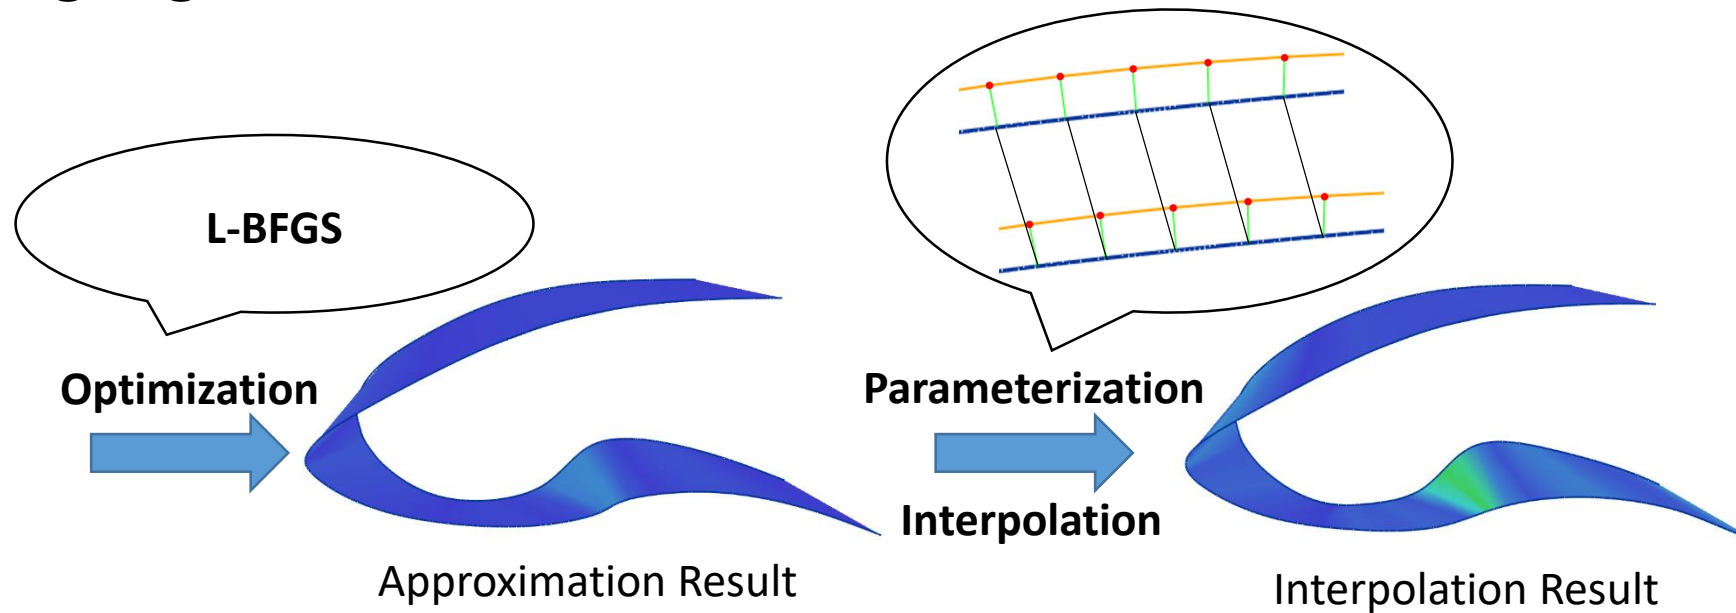 L-BFGS
Optimization
Approximation Result
Parameterization
Interpolation
Interpolation Result